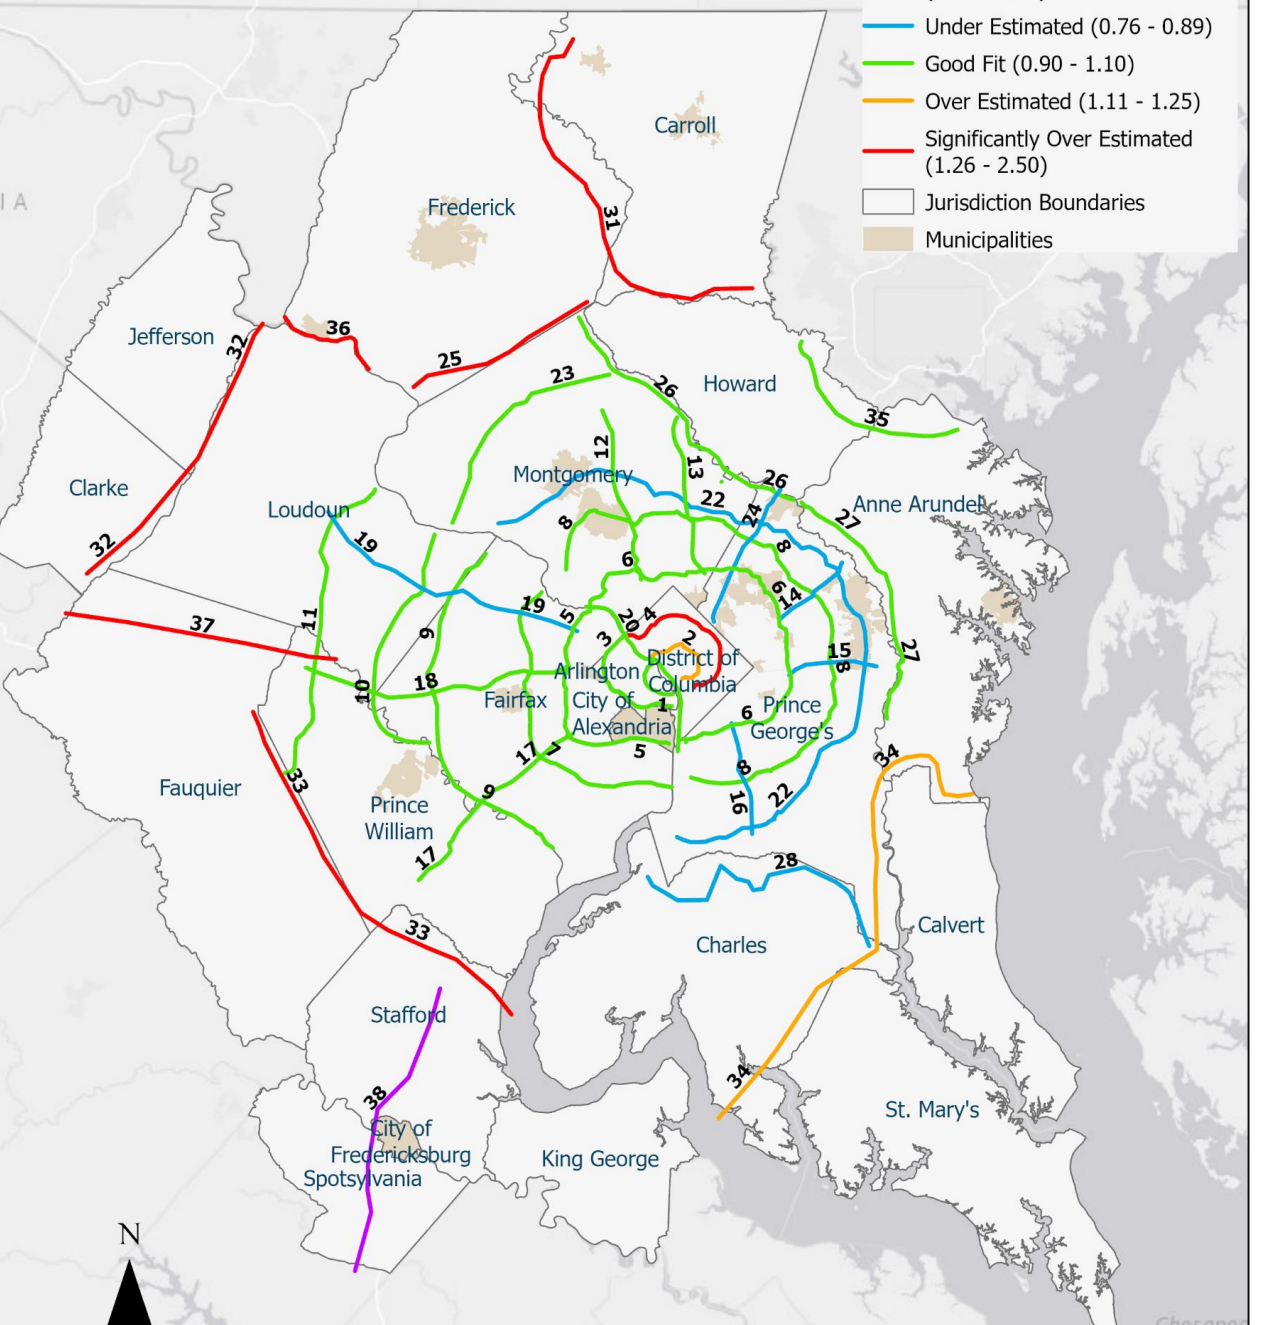 Under Estimated (0.76 - 0.89)
Good Fit (0.90 - 1.10)
Over Estimated (1.11 - 1.25)
Significantly Over Estimated
(1.26 - 2.50)
Jurisdiction Boundaries
Municipalities
Carroll
I A
Frederick
31
Jefferson
32
36
25
23
26
Howard
35
12
13
Montgomery
26
Clarke
22
24
Anne Arundel
Loudoun
8
27
32
19
8
6
6
14
19
5
20
4
11
37
9
3
2
27
15
8
District of
Columbia
Arlington
18
10
Fairfax
City of
Alexandria
1
6
Prince
George's
5
17
7
34
33
8
Fauquier
9
16
22
Prince
William
17
28
Calvert
33
Charles
Stafford
34
38
St. Mary's
City of
Fredericksburg
King George
Spotsylvania
N